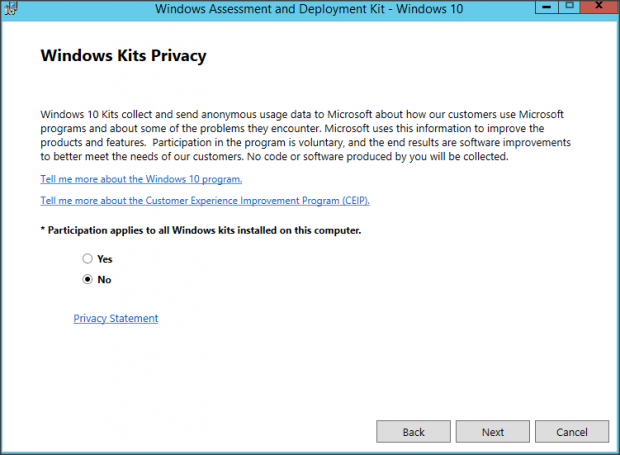 Windows Assessment and Deployment Kit - Windows 10
Windows Kits Privacy
Windows 10 Kits collect and send anonymous usage data to Microsoft about how our customers use Microsoft
programs and about some of the problems they encounter. Microsoft uses this information to improve the
products and features.  Participation in the program is voluntary, and the end results are software improvements
to better meet the needs of our customers. No code or software produced by you will be collected.
Tell me more about the Windows 10 program.
Tell me more about the Customer Experience Improvement Program (CEIP).
* Participation applies to all Windows kits installed on this computer.
Yes
No
Privacy Statement
Back Next Cancel